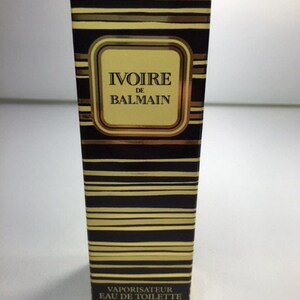 IVOIRE
DE
BALMAIN
VAPORISATEUR
EAU DE TOILETTE